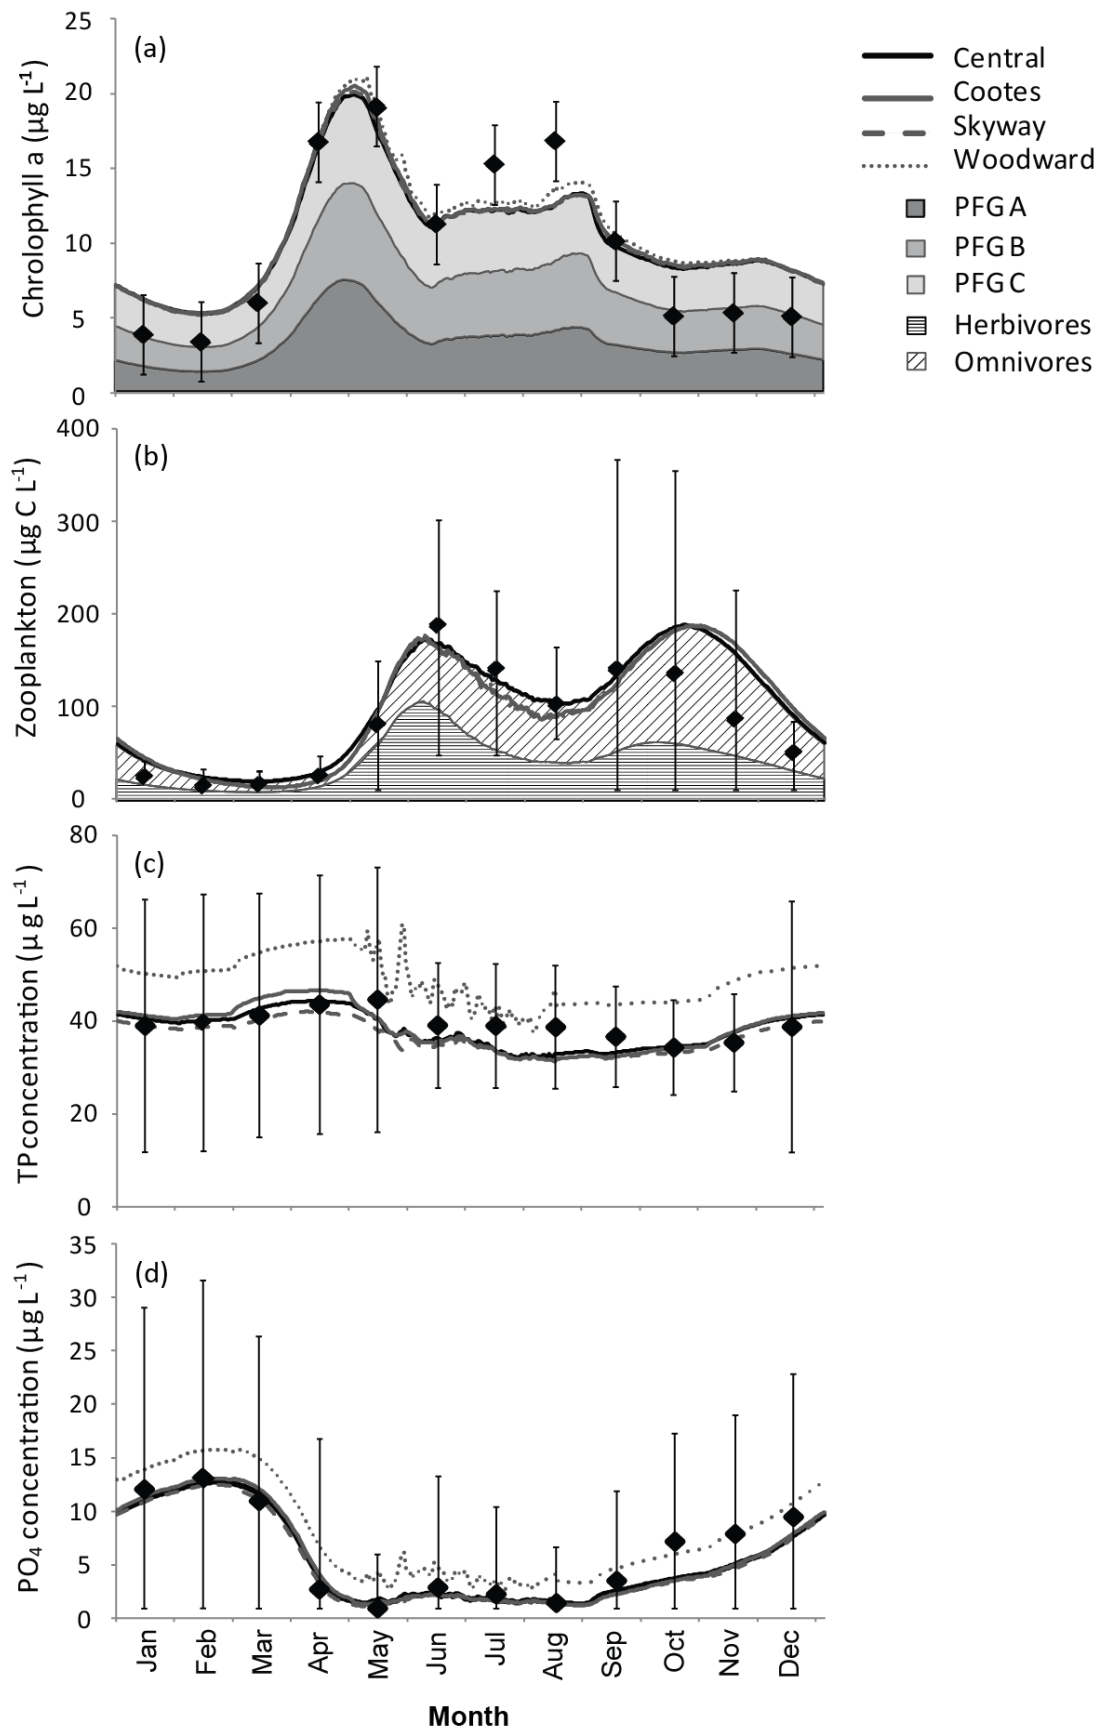 (a)
Chrolophyll a (µg L-1)
25
20
15
10
5
0
Central
Cootes
Skyway
Woodward
PFG A
PFG B
PFG C
Herbivores
Omnivores
(b)
Zooplankton (µg C L-1)
400
300
200
100
0
(c)
TPconcentration (µ g L-1)
80
60
40
20
0
(d)
PO4 concentration (µg L-1)
35
30
25
20
15
10
5
0
Jan Feb Mar Apr May Jun Jul Aug Sep Oct Nov Dec
Month